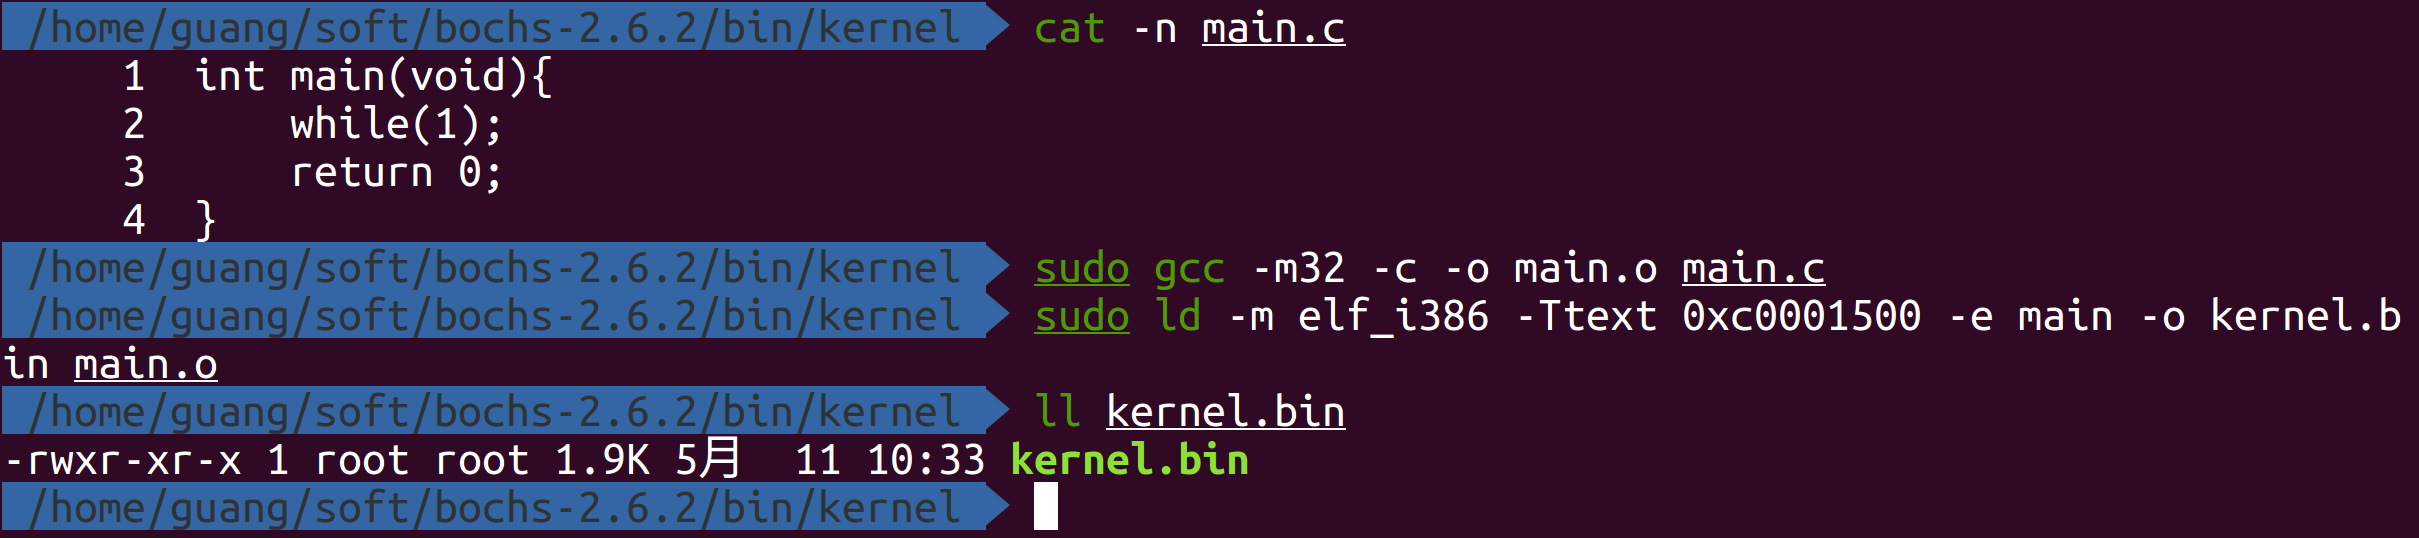 /home/guang/soft/bochs-2.6.2/bin/kernel cat -n main.c
1 int main(void){
2 while(1);
3 return 0;
4 }
/home/guang/soft/bochs-2.6.2/bin/kernel sudo gcc -m32 -c -o main.o main.c
/home/guang/soft/bochs-2.6.2/bin/kernel sudo ld -m elf_i386 -Ttext 0xc0001500 -e main -o kernel.b
in main.o
/home/guang/soft/bochs-2.6.2/bin/kernel ll kernel.bin
-rwxr-xr-x 1 root root 1.9K 5月 11 10:33 kernel.bin
/home/guang/soft/bochs-2.6.2/bin/kernel